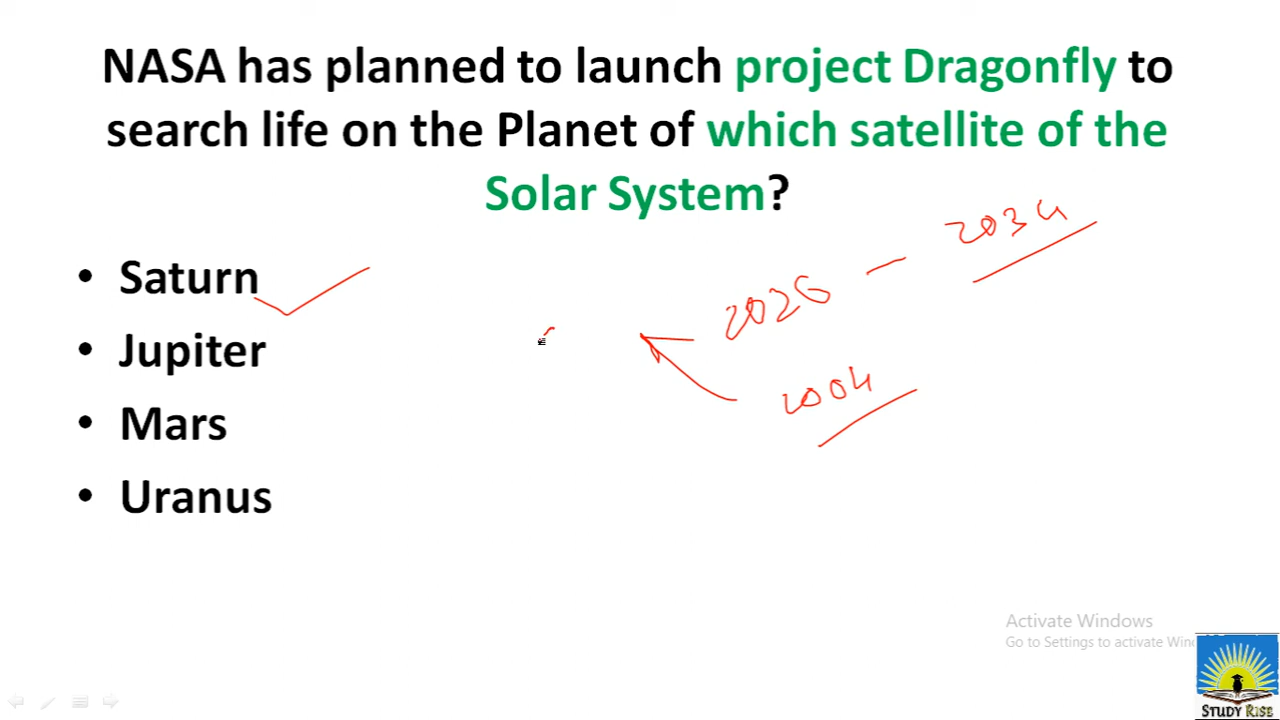 NASA has planned to launch project Dragonfly to
search life on the Planet of which satellite of the
Solar System?
• Saturn
• Jupiter
• Mars
• Uranus
2026 – 2034
2004
Activate Windows
Go to Settings to activate
STUDY RISE